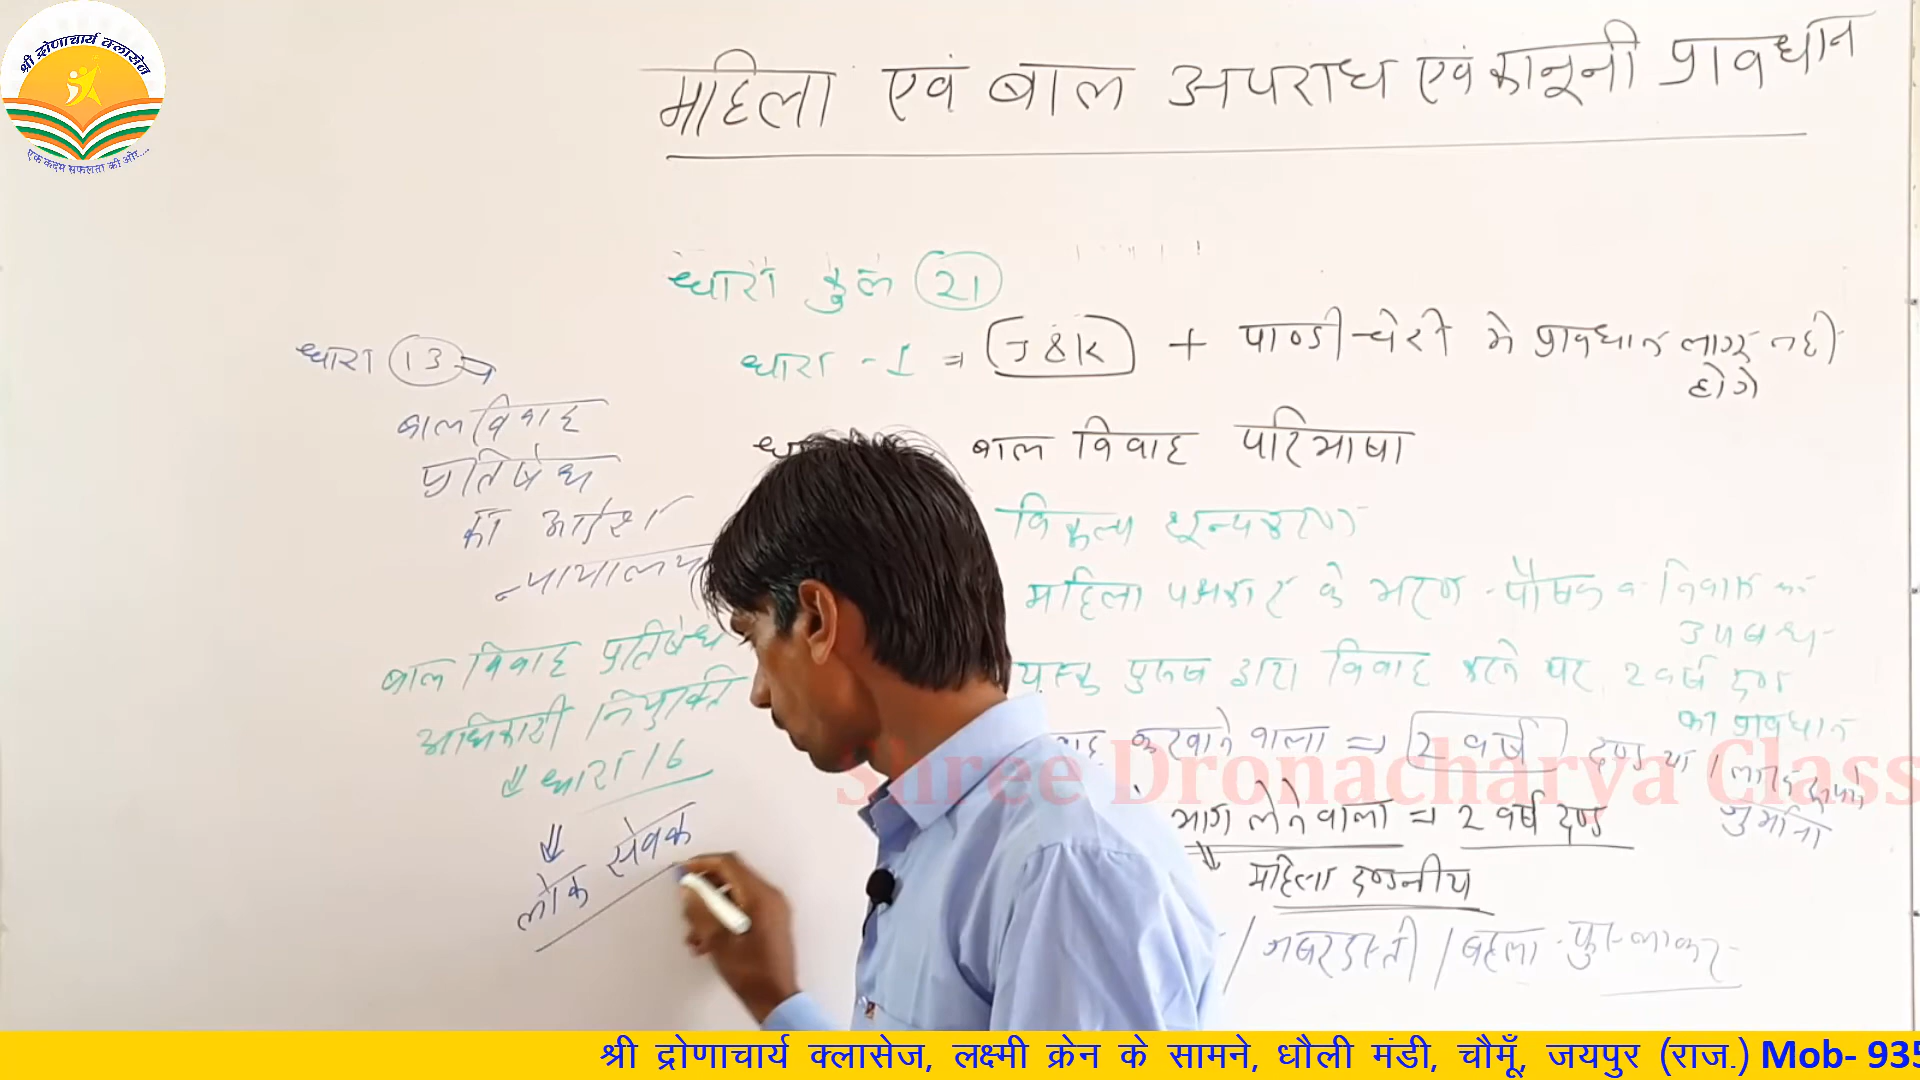 श्री द्रोणाचार्य क्लासेज
एक कदम सफलता की ओर....
महिला एवं बाल अपराध एवं कानूनी प्रावधान
धारा कुल 21
धारा - 1 = J & K + पाण्डीचेरी मे प्रावधान लागू नही
होगे
बाल विवाह परिभाषा
विकल्प शून्यकरण
महिला पक्षकार के भरण - पौषक व निवास का
उपबन्ध
यस्क पुरुष द्वारा विवाह करने पर 2 वर्ष दण्ड
का प्रावधान
करवाने वाला = 2 वर्ष दण्ड या 1 लाख रुपये
जुर्माना
भाग लेने वाला = 2 वर्ष दण्ड
महिला दण्डनीय
/ जबरदस्ती / बहला - फुसलाकर
धारा 13
बाल विवाह
प्रतिषेध
का आदेश
न्यायालय
बाल विवाह प्रतिषेध
अधिकारी नियुक्ति
धारा 16
लोक सेवक
Shree Dronacharya Class
श्री द्रोणाचार्य क्लासेज, लक्ष्मी क्रेन के सामने, धौली मंडी, चौमूँ, जयपुर (राज.) Mob- 935